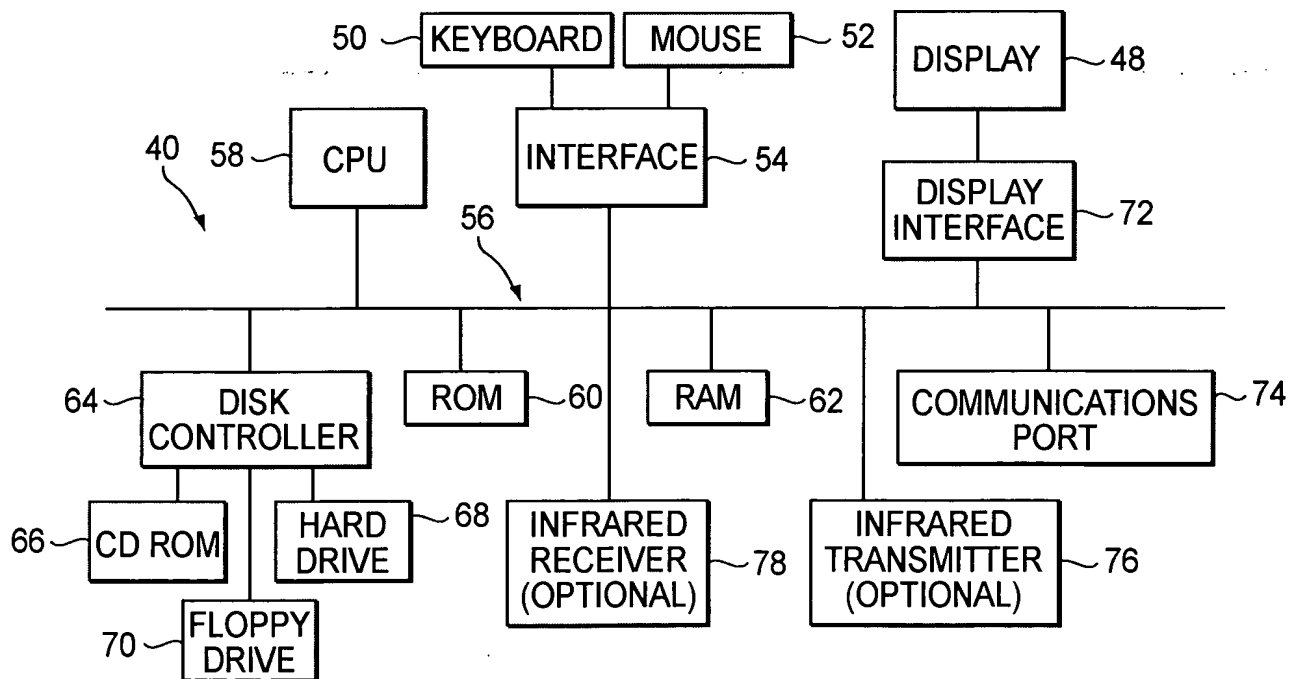 50 KEYBOARD MOUSE 52
DISPLAY 48
40
58 CPU
INTERFACE 54
DISPLAY
INTERFACE 72
56
64 DISK
CONTROLLER
ROM 60
RAM 62
COMMUNICATIONS
PORT 74
66 CD ROM
HARD
DRIVE 68
INFRARED
RECEIVER
(OPTIONAL) 78
INFRARED
TRANSMITTER
(OPTIONAL) 76
70 FLOPPY
DRIVE